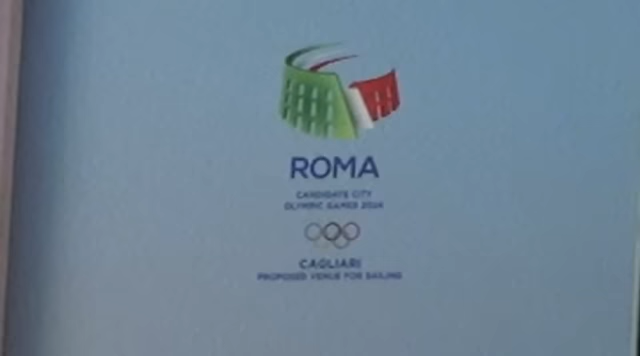 ROMA
CANDIDATE CITY
OLYMPIC GAMES 2024
CAGLIARI
PROPOSED VENUE FOR SAILING